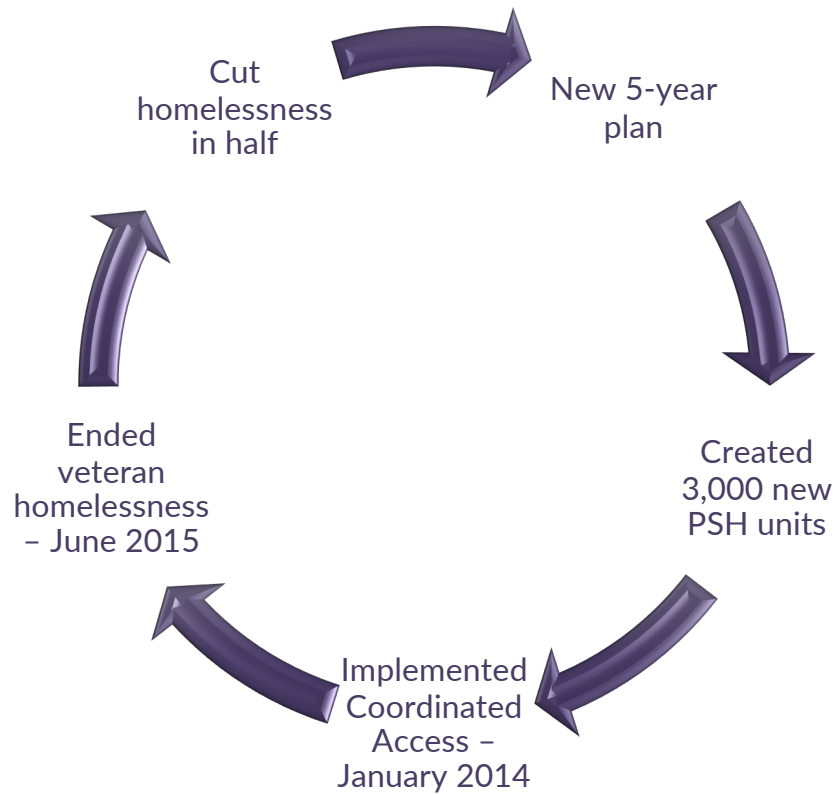 Cut
homelessness
in half
New 5-year
plan
Created
3,000 new
PSH units
Implemented
Coordinated
Access –
January 2014
Ended
veteran
homelessness
– June 2015